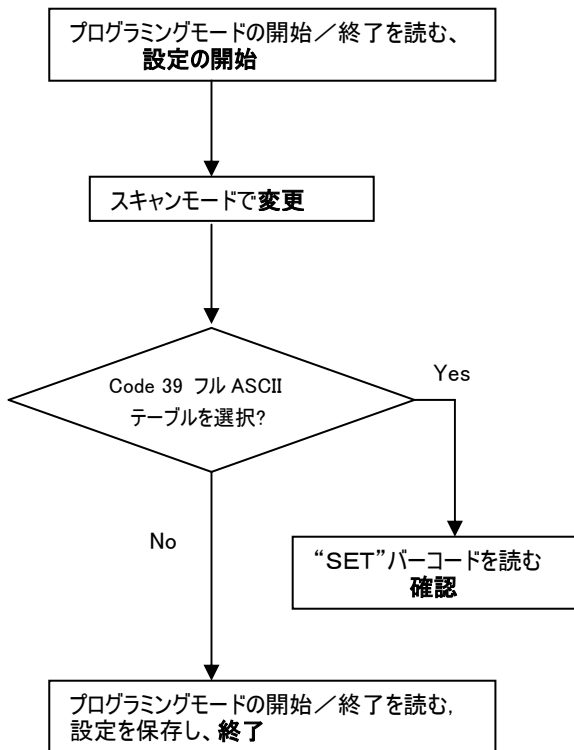 プログラミングモードの開始／終了を読む、
設定の開始
スキャンモードで変更
Code 39 フル ASCII
テーブルを選択?
Yes
No
“SET”バーコードを読む
確認
プログラミングモードの開始／終了を読む,
設定を保存し、終了